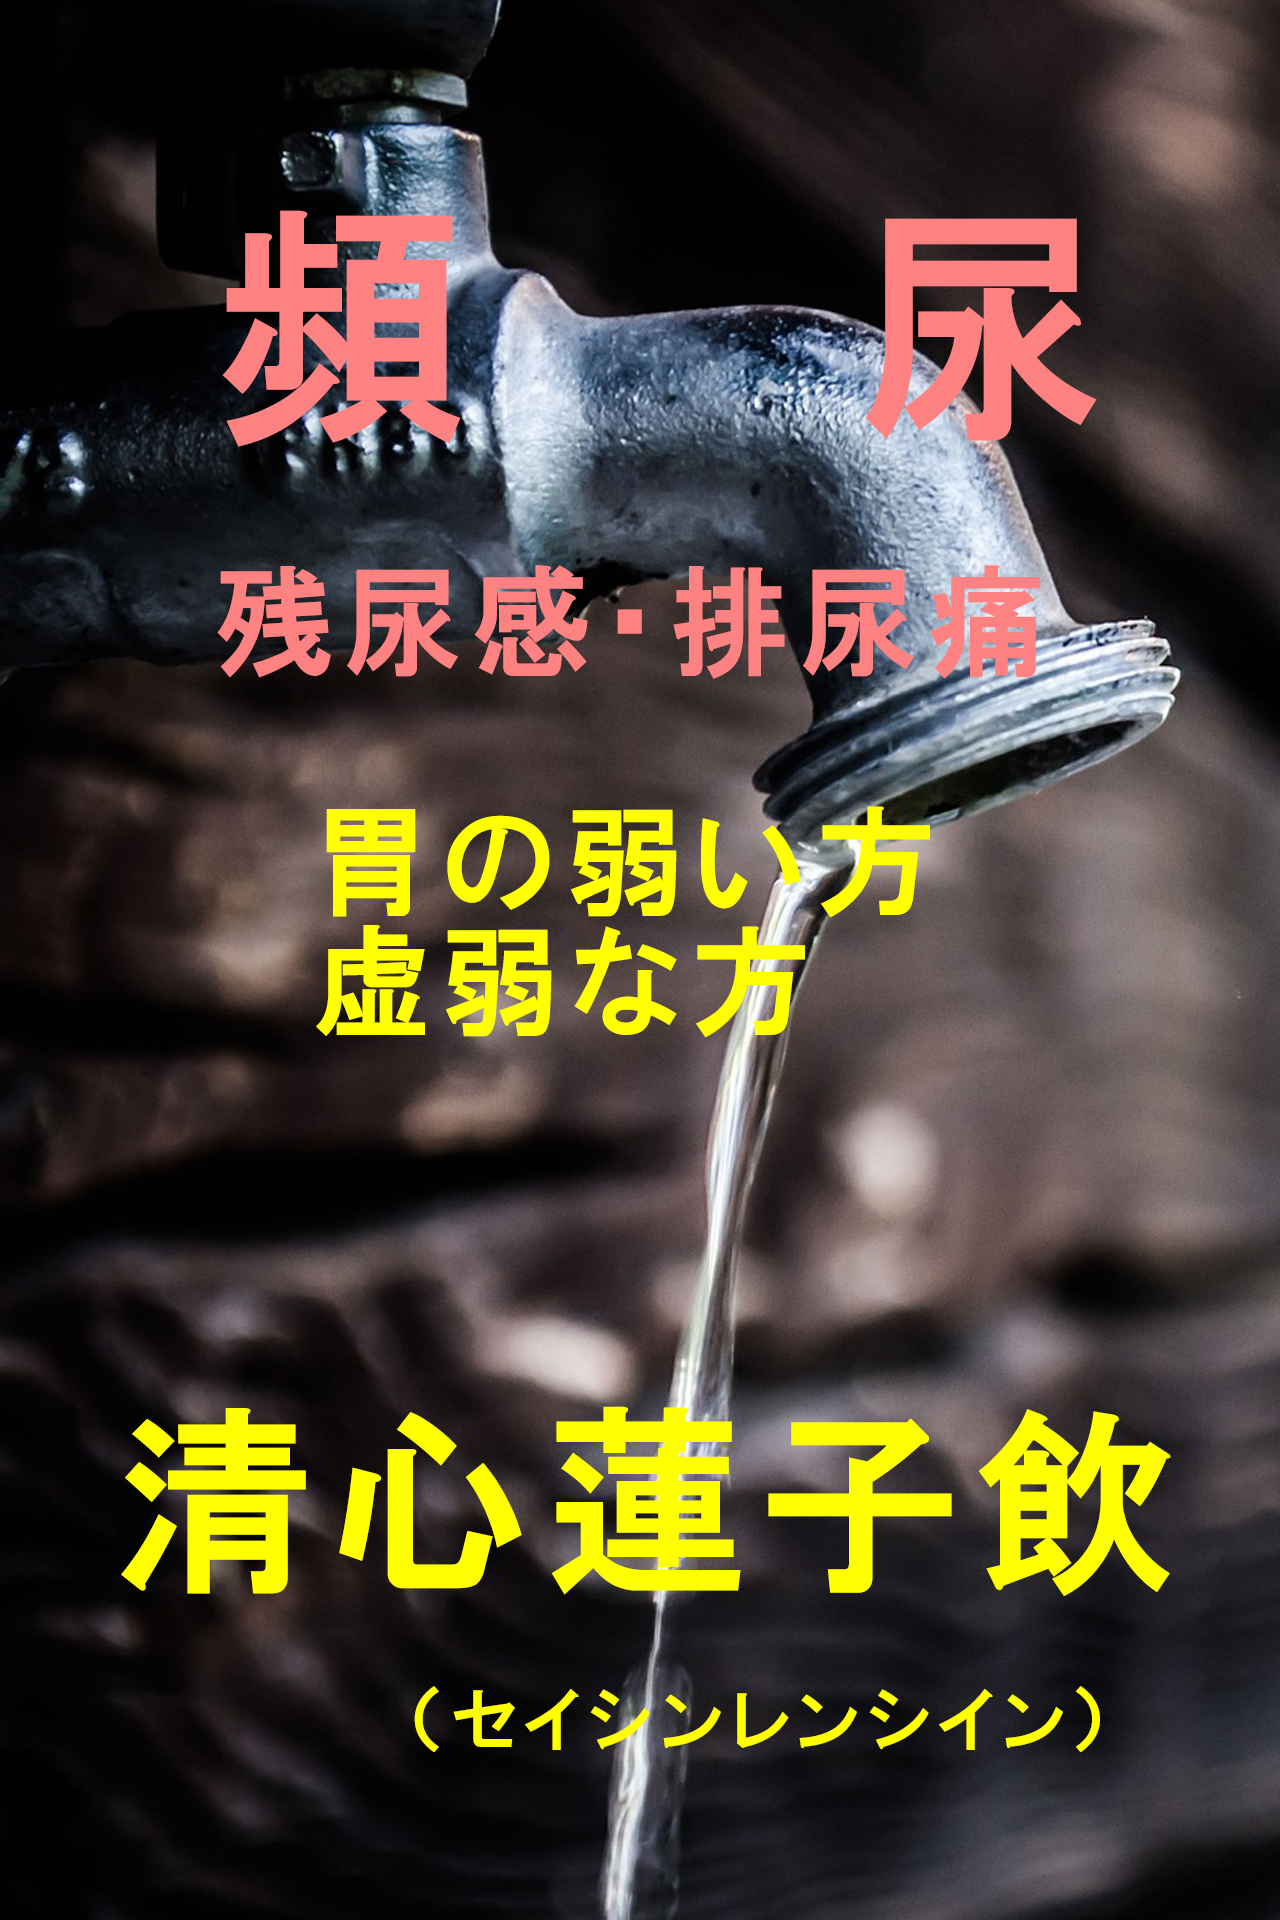 頻尿
残尿感・排尿痛
胃の弱い方
虚弱な方
清心蓮子飲
（セイシンレンシイン）